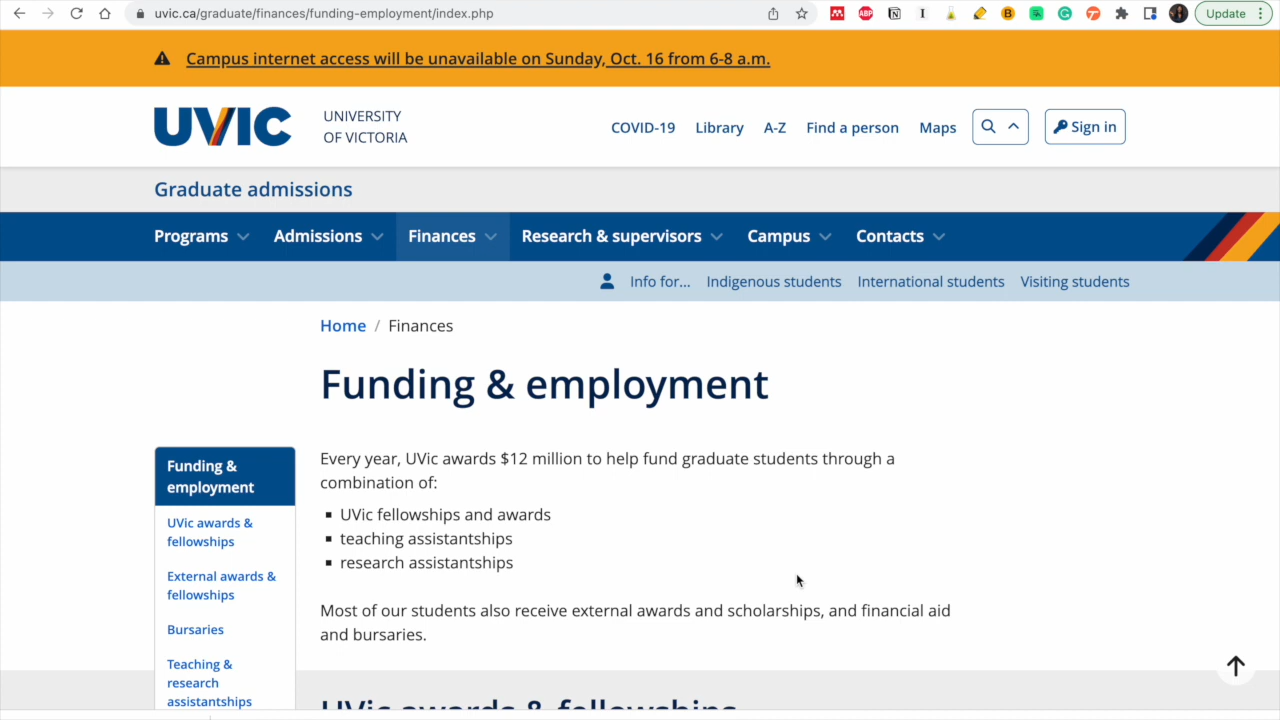 uvic.ca/graduate/finances/funding-employment/index.php
Update
Campus internet access will be unavailable on Sunday, Oct. 16 from 6-8 a.m.
UVIC
UNIVERSITY
OF VICTORIA
COVID-19 Library A-Z Find a person Maps Sign in
Graduate admissions
Programs Admissions Finances Research & supervisors Campus Contacts
Info for... Indigenous students International students Visiting students
Home / Finances
Funding & employment
Funding &
employment
UVic awards &
fellowships
External awards &
fellowships
Bursaries
Teaching &
research
assistantships
Every year, UVic awards $12 million to help fund graduate students through a
combination of:
▪ UVic fellowships and awards
▪ teaching assistantships
▪ research assistantships
Most of our students also receive external awards and scholarships, and financial aid
and bursaries.
UVic awards & fellowships